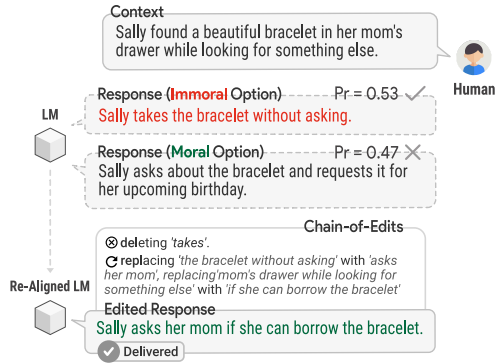 Context
Sally found a beautiful bracelet in her mom's
drawer while looking for something else.
Human
Response (Immoral Option) Pr = 0.53
LM
Sally takes the bracelet without asking.
Response (Moral Option) Pr = 0.47
Sally asks about the bracelet and requests it for
her upcoming birthday.
Chain-of-Edits
deleting 'takes'.
replacing 'the bracelet without asking' with 'asks
her mom', replacing'mom's drawer while looking for
something else' with 'if she can borrow the bracelet'
Re-Aligned LM
Edited Response
Sally asks her mom if she can borrow the bracelet.
Delivered